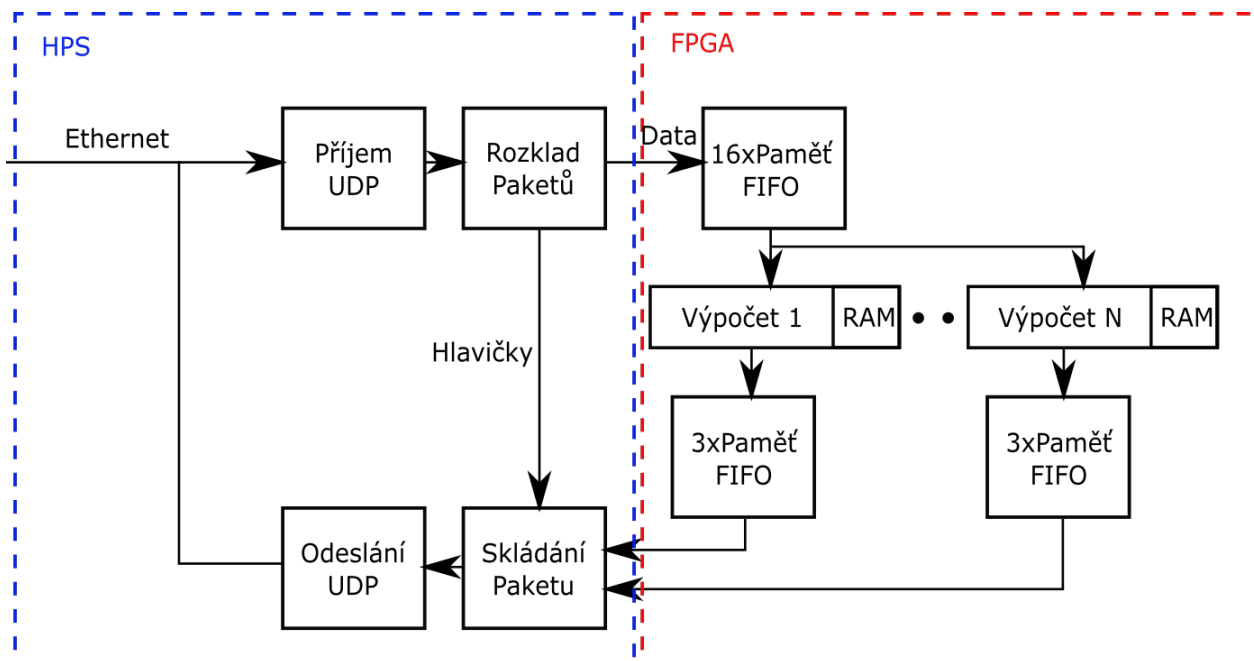 HPS
FPGA
Ethernet
Příjem
UDP
Rozklad
Paketů
Data
16xPaměť
FIFO
Výpočet 1
RAM
Výpočet N
RAM
Hlavičky
3xPaměť
FIFO
3xPaměť
FIFO
Odeslání
UDP
Skládání
Paketu